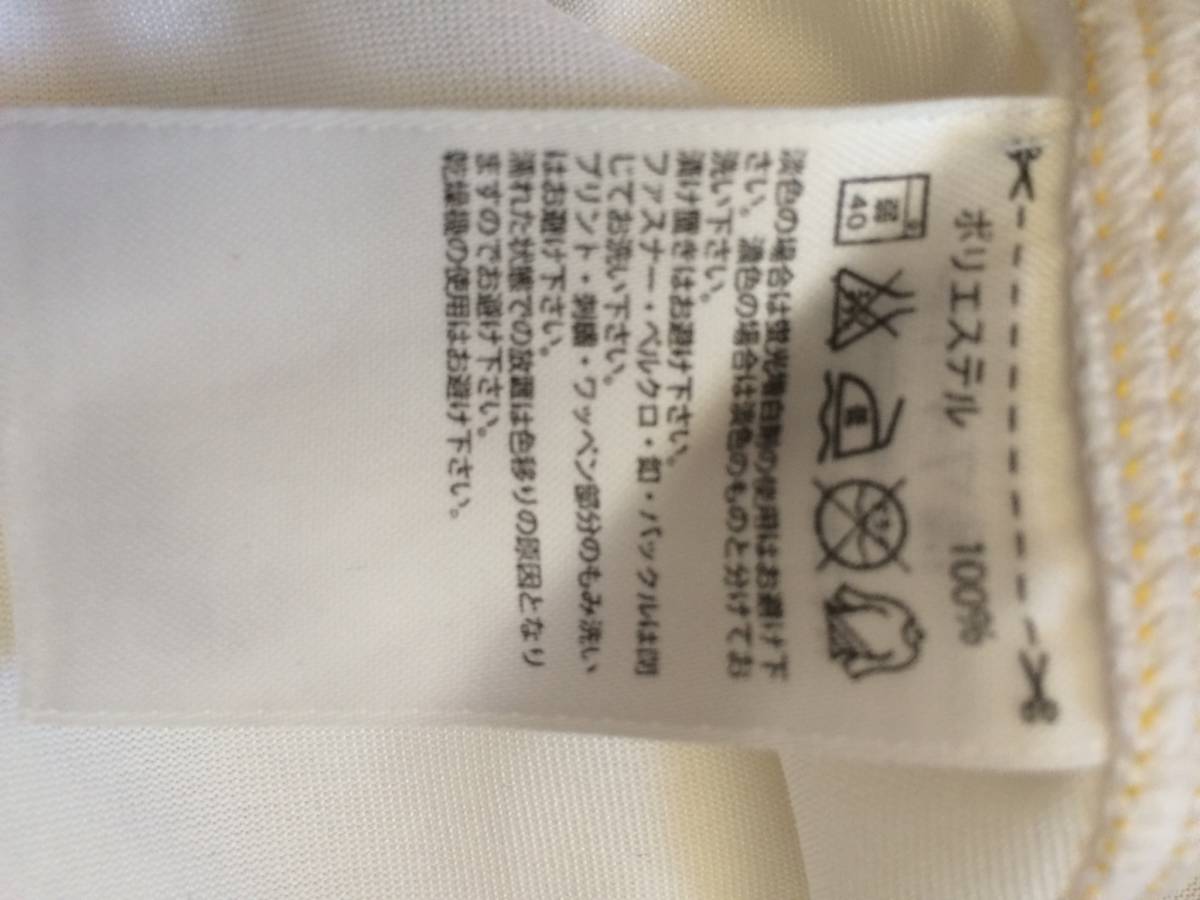 ポリエステル 100%
弱
40
中
淡色の場合は蛍光増白剤の使用はお避け下
さい。濃色の場合は淡色のものと分けてお
洗い下さい。
漬け置きはお避け下さい。
ファスナー・ベルクロ・釦・バックルは閉
じてお洗い下さい。
プリント・刺繍・ワッペン部分のもみ洗い
はお避け下さい。
濡れた状態での放置は色移りの原因となり
ますのでお避け下さい。
乾燥機の使用はお避け下さい。